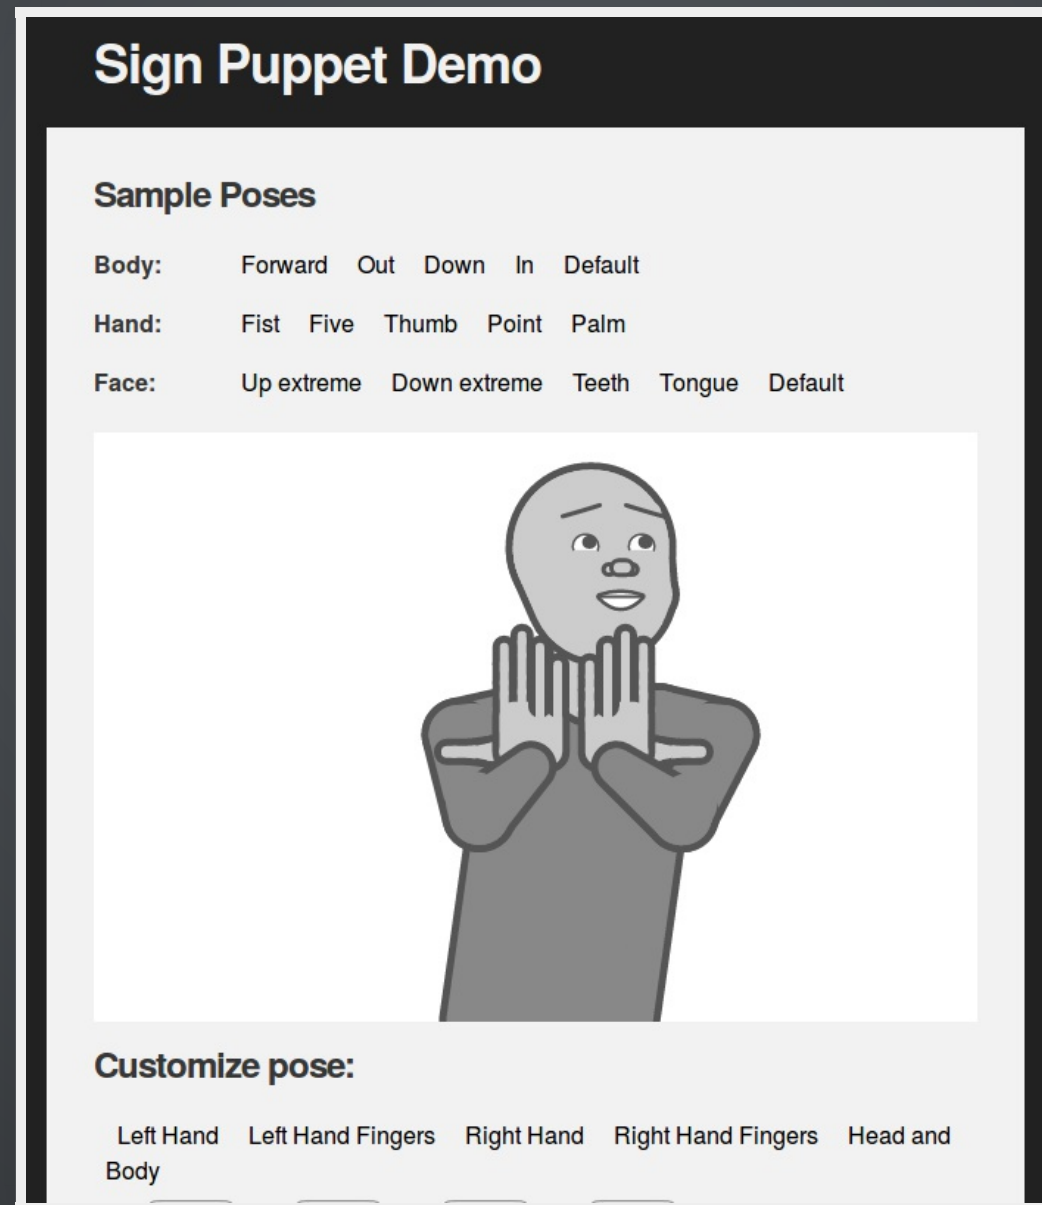 Sign Puppet Demo
Sample Poses
Body: Forward Out Down In Default
Hand: Fist Five Thumb Point Palm
Face: Up extreme Down extreme Teeth Tongue Default
Customize pose:
Left Hand Left Hand Fingers Right Hand Right Hand Fingers Head and
Body